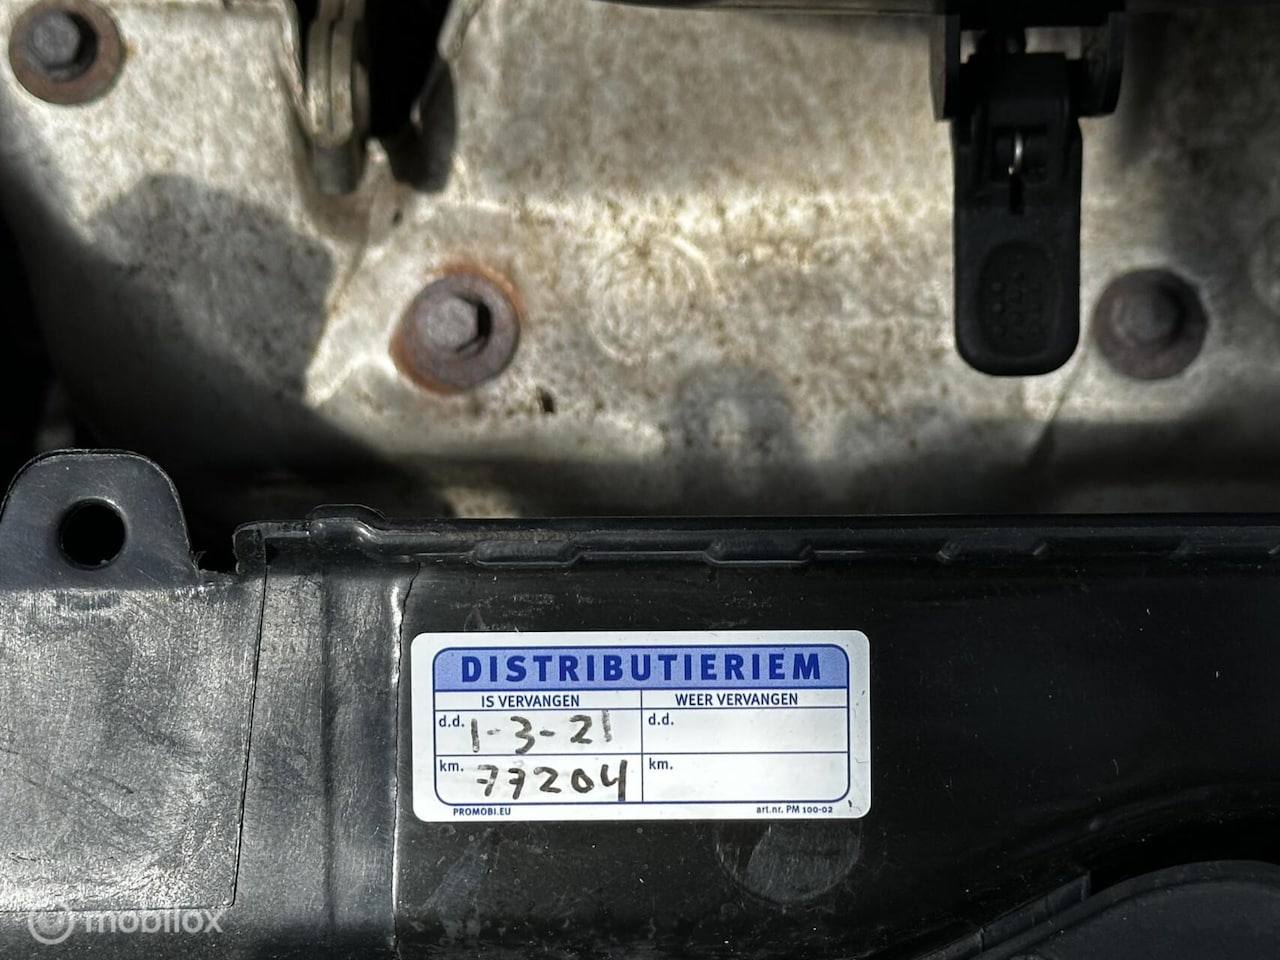 DISTRIBUTIERIEM
IS VERVANGEN WEER VERVANGEN
d.d. 1-3-21 d.d.
km. 77204 km.
PROMOBI.EU art.nr. PM 100-02
mobilox